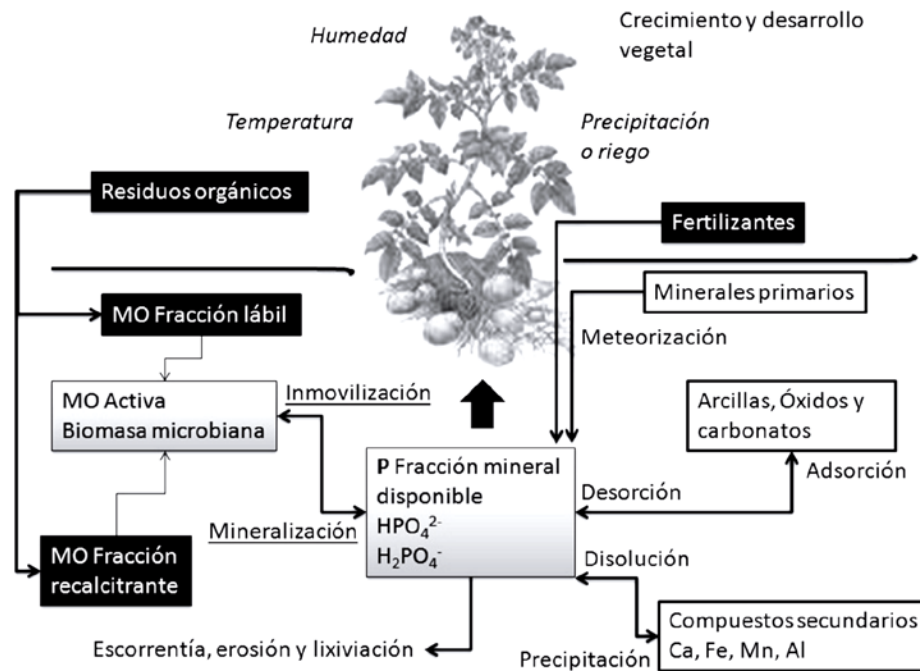 Humedad
Crecimiento y desarrollo
vegetal
Temperatura
Precipitación
o riego
Residuos orgánicos
Fertilizantes
Minerales primarios
MO Fracción lábil
Meteorización
Inmovilización
MO Activa
Biomasa microbiana
Arcillas, Óxidos y
carbonatos
Adsorción
P Fracción mineral
disponible
HPO₄²⁻
H₂PO₄⁻
Desorción
Mineralización
MO Fracción
recalcitrante
Disolución
Compuestos secundarios
Ca, Fe, Mn, Al
Escorrentía, erosión y lixiviación
Precipitación